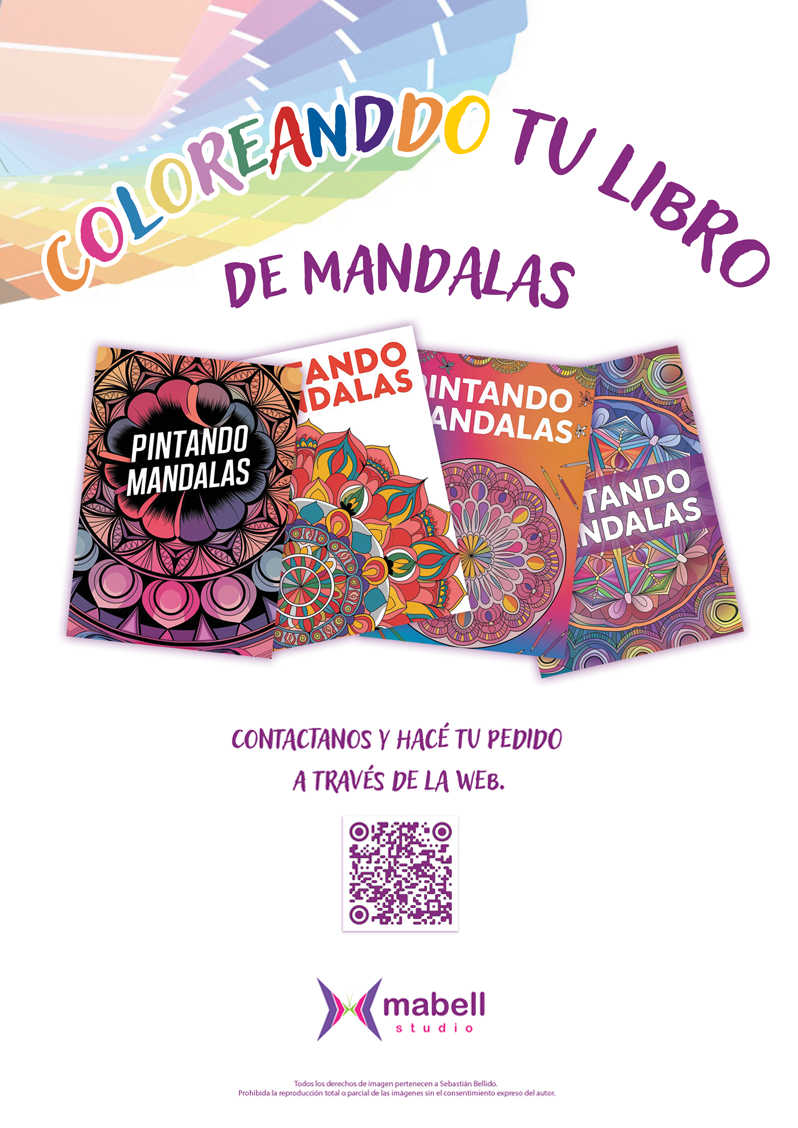 COLOREANDDO TU LIBRO
DE MANDALAS
PINTANDO
MANDALAS
TANDO
NDALAS
PINTANDO
ANDALAS
TANDO
NDALAS
CONTACTANOS Y HACÉ TU PEDIDO
A TRAVÉS DE LA WEB.
mabell
studio
Todos los derechos de imagen pertenecen a Sebastián Bellido.
Prohibida la reproducción total o parcial de las imágenes sin el consentimiento expreso del autor.